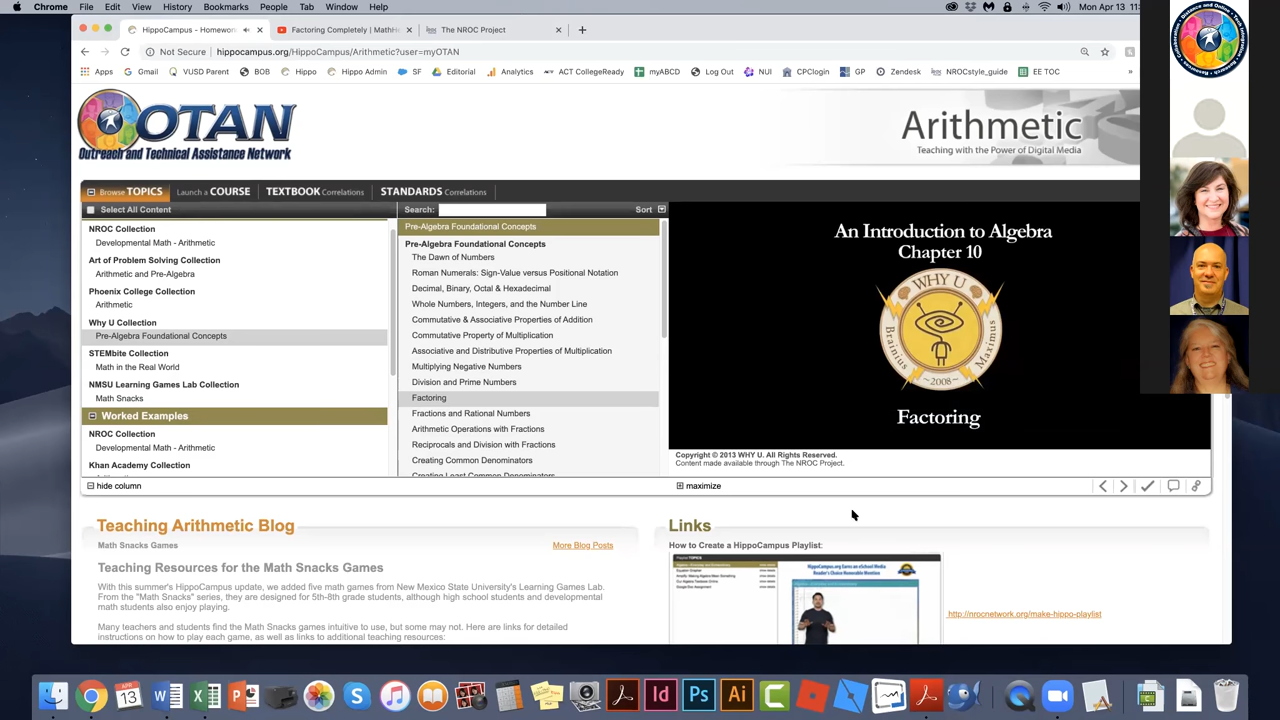 Chrome File Edit View History Bookmarks People Tab Window Help
Mon Apr 13 11:
HippoCampus - Homewor
Factoring Completely | MathHe
The NROC Project
Not Secure hippocampus.org/HippoCampus/Arithmetic?user=myOTAN
Apps Gmail VUSD Parent BOB Hippo Hippo Admin SF Editorial Analytics ACT CollegeReady myABCD Log Out NUI CPClogin GP Zendesk NROCstyle_guide EE TOC »
OTAN
Outreach and Technical Assistance Network
Arithmetic
Teaching with the Power of Digital Media
Browse TOPICS Launch a COURSE TEXTBOOK Correlations STANDARDS Correlations
Select All Content
NROC Collection
Developmental Math - Arithmetic
Art of Problem Solving Collection
Arithmetic and Pre-Algebra
Phoenix College Collection
Arithmetic
Why U Collection
Pre-Algebra Foundational Concepts
STEMbite Collection
Math in the Real World
NMSU Learning Games Lab Collection
Math Snacks
Worked Examples
NROC Collection
Developmental Math - Arithmetic
Khan Academy Collection
Search: Sort
Pre-Algebra Foundational Concepts
Pre-Algebra Foundational Concepts
The Dawn of Numbers
Roman Numerals: Sign-Value versus Positional Notation
Decimal, Binary, Octal & Hexadecimal
Whole Numbers, Integers, and the Number Line
Commutative & Associative Properties of Addition
Commutative Property of Multiplication
Associative and Distributive Properties of Multiplication
Multiplying Negative Numbers
Division and Prime Numbers
Factoring
Fractions and Rational Numbers
Arithmetic Operations with Fractions
Reciprocals and Division with Fractions
Creating Common Denominators
Creating Least Common Denominators
An Introduction to Algebra
Chapter 10
WHY U
Brainius Maximus
2008
Factoring
Copyright © 2013 WHY U. All Rights Reserved.
Content made available through The NROC Project.
hide column
maximize
Teaching Arithmetic Blog
Math Snacks Games More Blog Posts
Teaching Resources for the Math Snacks Games
With this summer's HippoCampus update, we added five math games from New Mexico State University's Learning Games Lab.
From the "Math Snacks" series, they are designed for 5th-8th grade students, although high school students and developmental
math students also enjoy playing.
Many teachers and students find the Math Snacks games intuitive to use, but some may not. Here are links for detailed
instructions on how to play each game, as well as links to additional teaching resources:
Links
How to Create a HippoCampus Playlist:
http://nrocnetwork.org/make-hippo-playlist
APR
13
Id
Ps
Ai